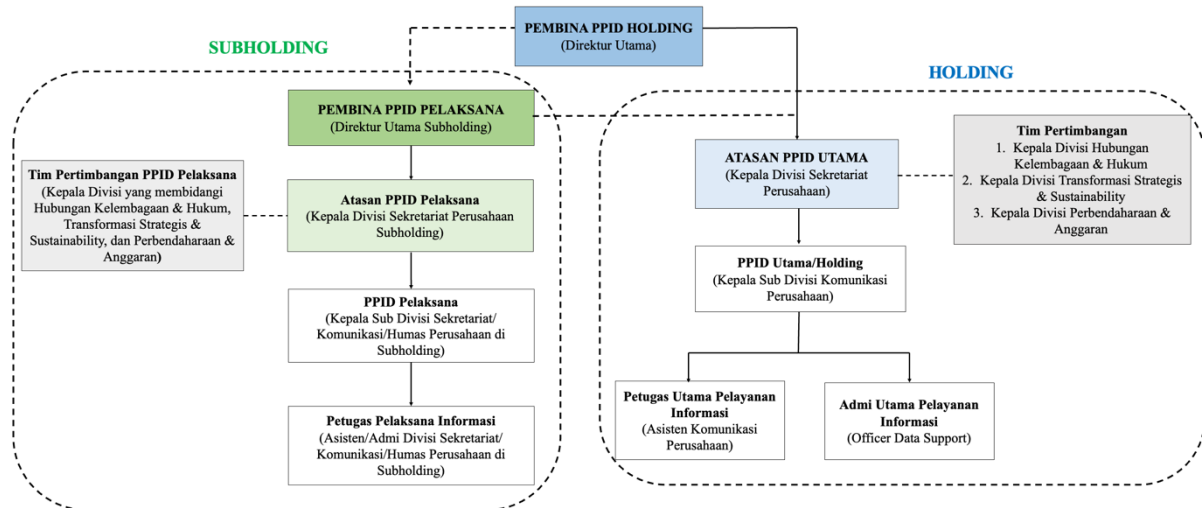 PEMBINA PPID HOLDING
(Direktur Utama)
SUBHOLDING
HOLDING
PEMBINA PPID PELAKSANA
(Direktur Utama Subholding)
Tim Pertimbangan PPID Pelaksana
(Kepala Divisi yang membidangi
Hubungan Kelembagaan & Hukum,
Transformasi Strategis &
Sustainability, dan Perbendaharaan &
Anggaran)
Atasan PPID Pelaksana
(Kepala Divisi Sekretariat Perusahaan
Subholding)
PPID Pelaksana
(Kepala Sub Divisi Sekretariat/
Komunikasi/Humas Perusahaan di
Subholding)
Petugas Pelaksana Informasi
(Asisten/Admi Divisi Sekretariat/
Komunikasi/Humas Perusahaan di
Subholding)
ATASAN PPID UTAMA
(Kepala Divisi Sekretariat
Perusahaan)
Tim Pertimbangan
1. Kepala Divisi Hubungan
Kelembagaan & Hukum
2. Kepala Divisi Transformasi Strategis
& Sustainability
3. Kepala Divisi Perbendaharaan &
Anggaran
PPID Utama/Holding
(Kepala Sub Divisi Komunikasi
Perusahaan)
Petugas Utama Pelayanan
Informasi
(Asisten Komunikasi
Perusahaan)
Admi Utama Pelayanan
Informasi
(Officer Data Support)